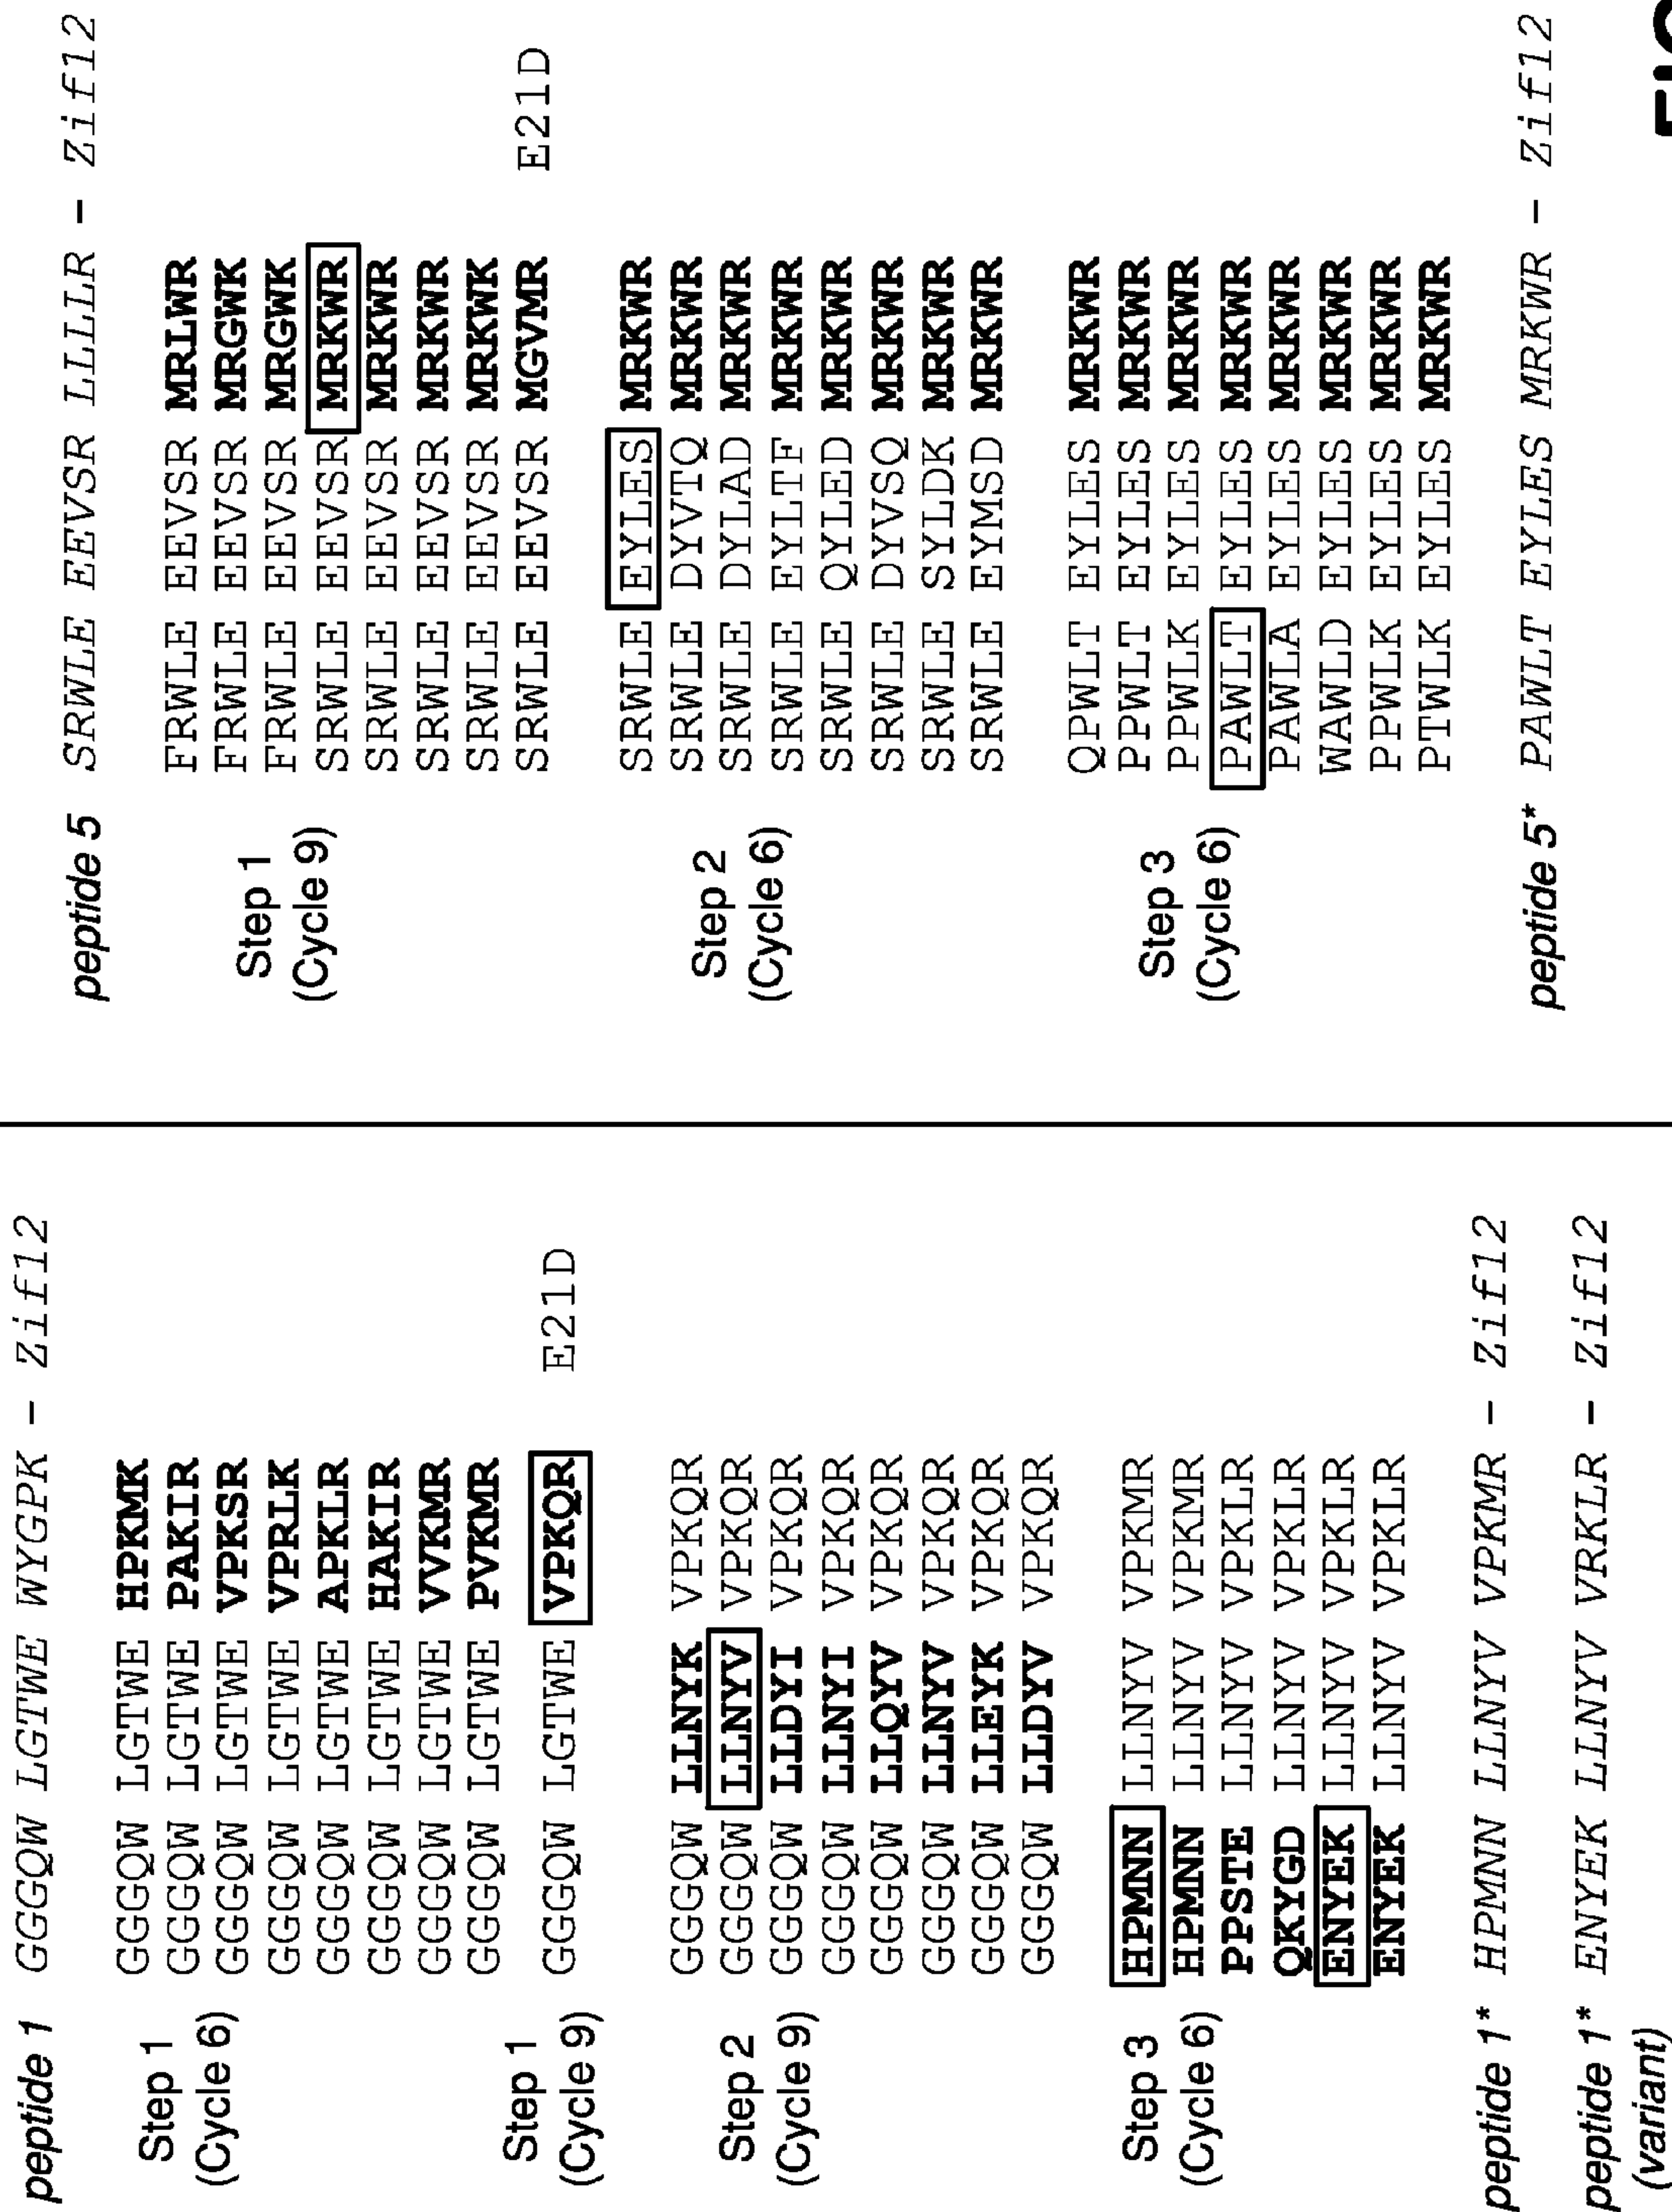 peptide 1 GGGQW LGTWE WYGPK – Zif12
Step 1
(Cycle 6)
GGGQW LGTWE HPKMK
GGGQW LGTWE PAKIR
GGGQW LGTWE VPKSR
GGGQW LGTWE VPRLK
GGGQW LGTWE APKLR
GGGQW LGTWE HAKIR
GGGQW LGTWE VVKMR
GGGQW LGTWE PVKMR
Step 1
(Cycle 9)
GGGQW LGTWE VPKQR E21D
Step 2
(Cycle 9)
GGGQW LLNYK VPKQR
GGGQW LLNYV VPKQR
GGGQW LLDYI VPKQR
GGGQW LLNYI VPKQR
GGGQW LLQYV VPKQR
GGGQW LLNYV VPKQR
GGGQW LLEYK VPKQR
GGGQW LLDYV VPKQR
Step 3
(Cycle 6)
HPMNN LLNYV VPKMR
HPMNN LLNYV VPKMR
PPSTE LLNYV VPKLR
QKYGD LLNYV VPKLR
ENYEK LLNYV VPKLR
ENYEK LLNYV VPKLR
peptide 1* HPMNN LLNYV VPKMR – Zif12
peptide 1* ENYEK LLNYV VRKLR – Zif12
(variant)
peptide 5 SRWLE EEVSR LLLLR – Zif12
Step 1
(Cycle 9)
FRWLE EEVSR MRLWR
FRWLE EEVSR MRGWK
FRWLE EEVSR MRGWK
SRWLE EEVSR MRKWR
SRWLE EEVSR MRKWR
SRWLE EEVSR MRKWR
SRWLE EEVSR MRKWK
SRWLE EEVSR MGVMR E21D
Step 2
(Cycle 6)
SRWLE EYLES MRKWR
SRWLE DYVTQ MRKWR
SRWLE DYLAD MRKWR
SRWLE EYLTF MRKWR
SRWLE QYLED MRKWR
SRWLE DYVSQ MRKWR
SRWLE SYLDK MRKWR
SRWLE EYMSD MRKWR
Step 3
(Cycle 6)
QPWLT EYLES MRKWR
PPWLT EYLES MRKWR
PPWLK EYLES MRKWR
PAWLT EYLES MRKWR
PAWLA EYLES MRKWR
WAWLD EYLES MRKWR
PPWLK EYLES MRKWR
PTWLK EYLES MRKWR
peptide 5* PAWLT EYLES MRKWR – Zif12